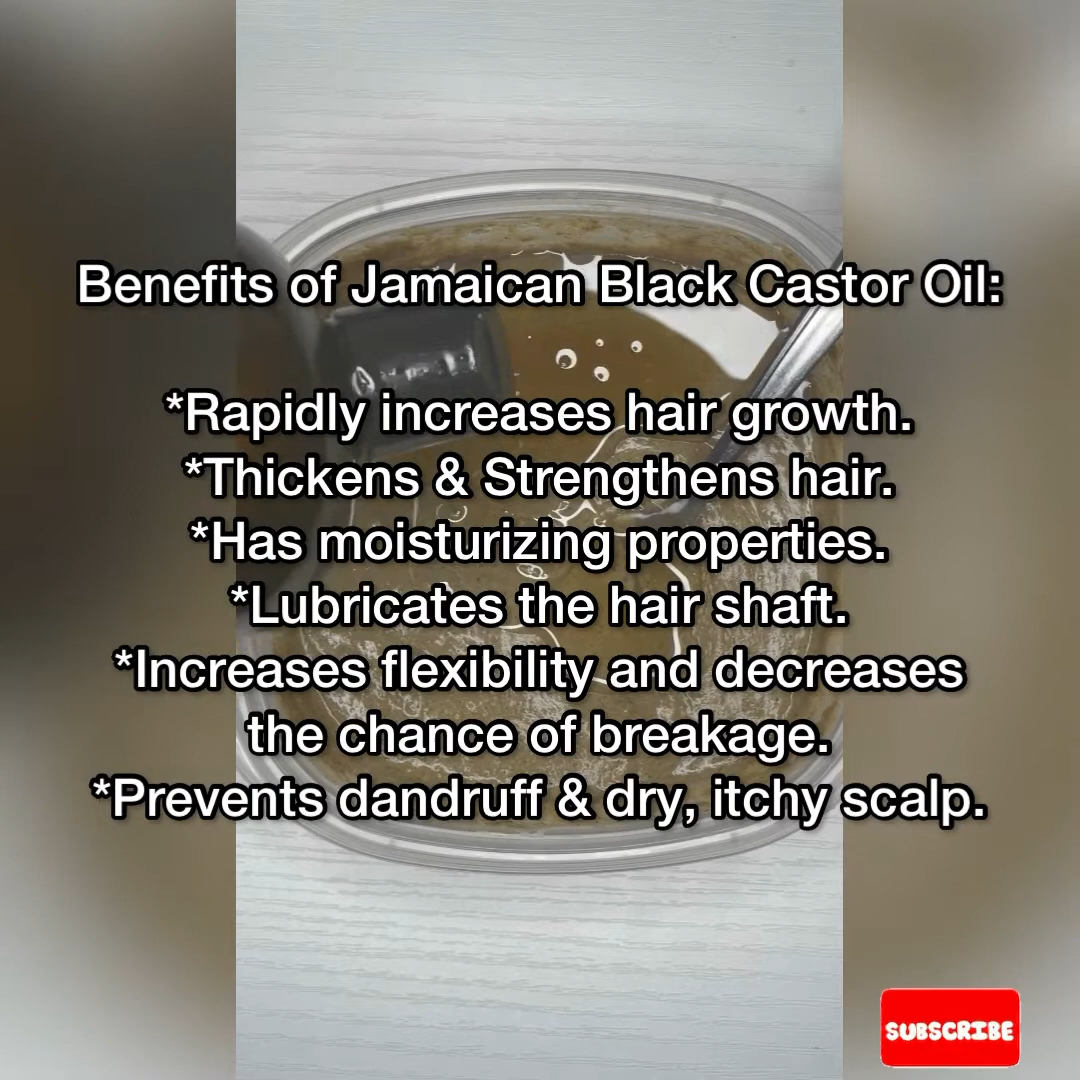 Benefits of Jamaican Black Castor Oil:
*Rapidly increases hair growth.
*Thickens & Strengthens hair.
*Has moisturizing properties.
*Lubricates the hair shaft.
*Increases flexibility and decreases
the chance of breakage.
*Prevents dandruff & dry, itchy scalp.
SUBSCRIBE